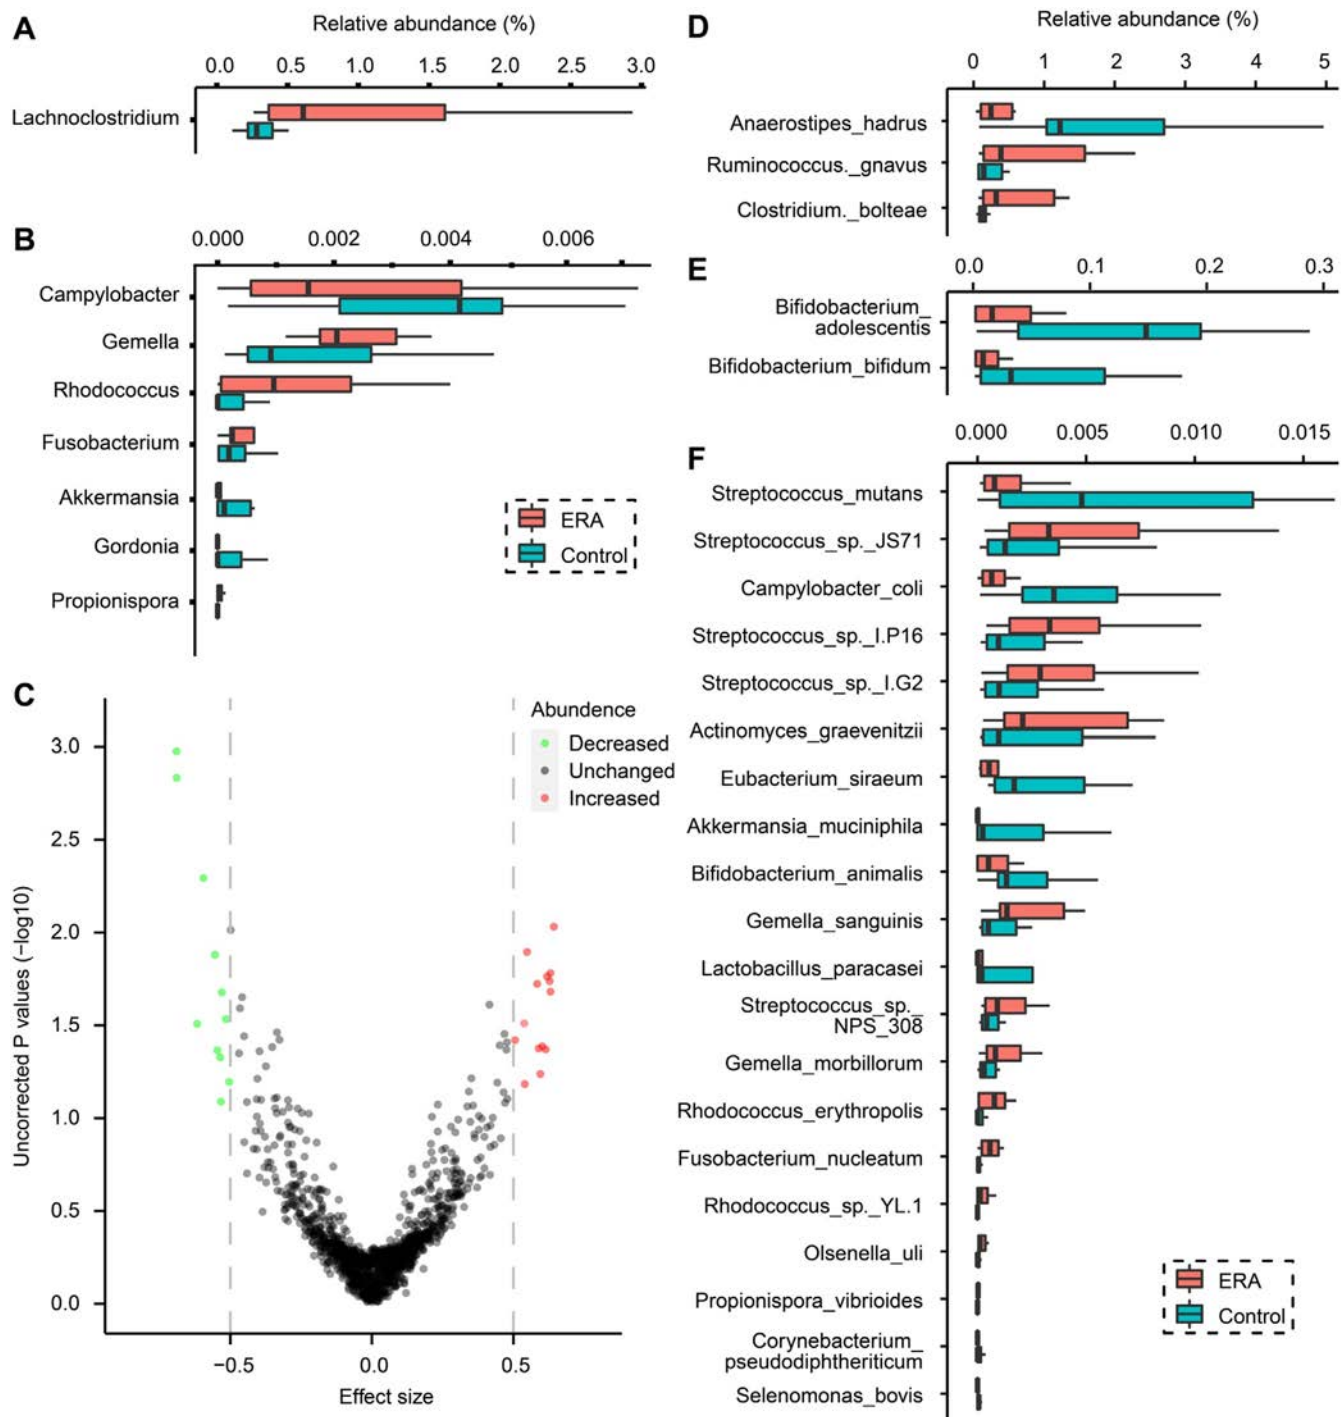 A
Relative abundance (%)
0.0 0.5 1.0 1.5 2.0 2.5 3.0
Lachnoclostridium
B
0.000 0.002 0.004 0.006
Campylobacter
Gemella
Rhodococcus
Fusobacterium
Akkermansia
Gordonia
Propionispora
ERA
Control
C
Abundence
Decreased
Unchanged
Increased
Uncorrected P values (−log10)
3.0
2.5
2.0
1.5
1.0
0.5
0.0
−0.5 0.0 0.5
Effect size
D
Relative abundance (%)
0 1 2 3 4 5
Anaerostipes_hadrus
Ruminococcus._gnavus
Clostridium._bolteae
E
0.0 0.1 0.2 0.3
Bifidobacterium_
adolescentis
Bifidobacterium_bifidum
F
0.000 0.005 0.010 0.015
Streptococcus_mutans
Streptococcus_sp._JS71
Campylobacter_coli
Streptococcus_sp._I.P16
Streptococcus_sp._I.G2
Actinomyces_graevenitzii
Eubacterium_siraeum
Akkermansia_muciniphila
Bifidobacterium_animalis
Gemella_sanguinis
Lactobacillus_paracasei
Streptococcus_sp._
NPS_308
Gemella_morbillorum
Rhodococcus_erythropolis
Fusobacterium_nucleatum
Rhodococcus_sp._YL.1
Olsenella_uli
Propionispora_vibrioides
Corynebacterium_
pseudodiphtheriticum
Selenomonas_bovis
ERA
Control